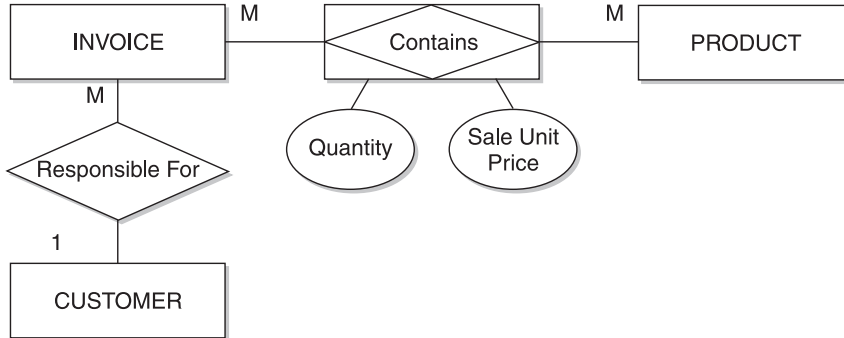 M
M
INVOICE
Contains
PRODUCT
M
Quantity
Sale Unit
Price
Responsible For
1
CUSTOMER